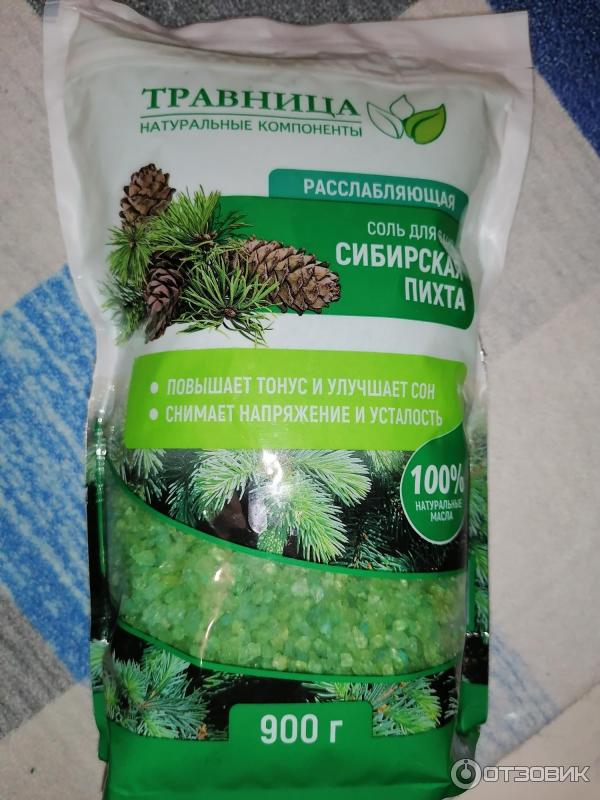 ТРАВНИЦА
НАТУРАЛЬНЫЕ КОМПОНЕНТЫ
РАССЛАБЛЯЮЩАЯ
СОЛЬ ДЛЯ
СИБИРСКАЯ
ПИХТА
• ПОВЫШАЕТ ТОНУС И УЛУЧШАЕТ СОН
• СНИМАЕТ НАПРЯЖЕНИЕ И УСТАЛОСТЬ
100%
НАТУРАЛЬНЫЕ
МАСЛА
900 г
ОТЗОВИК